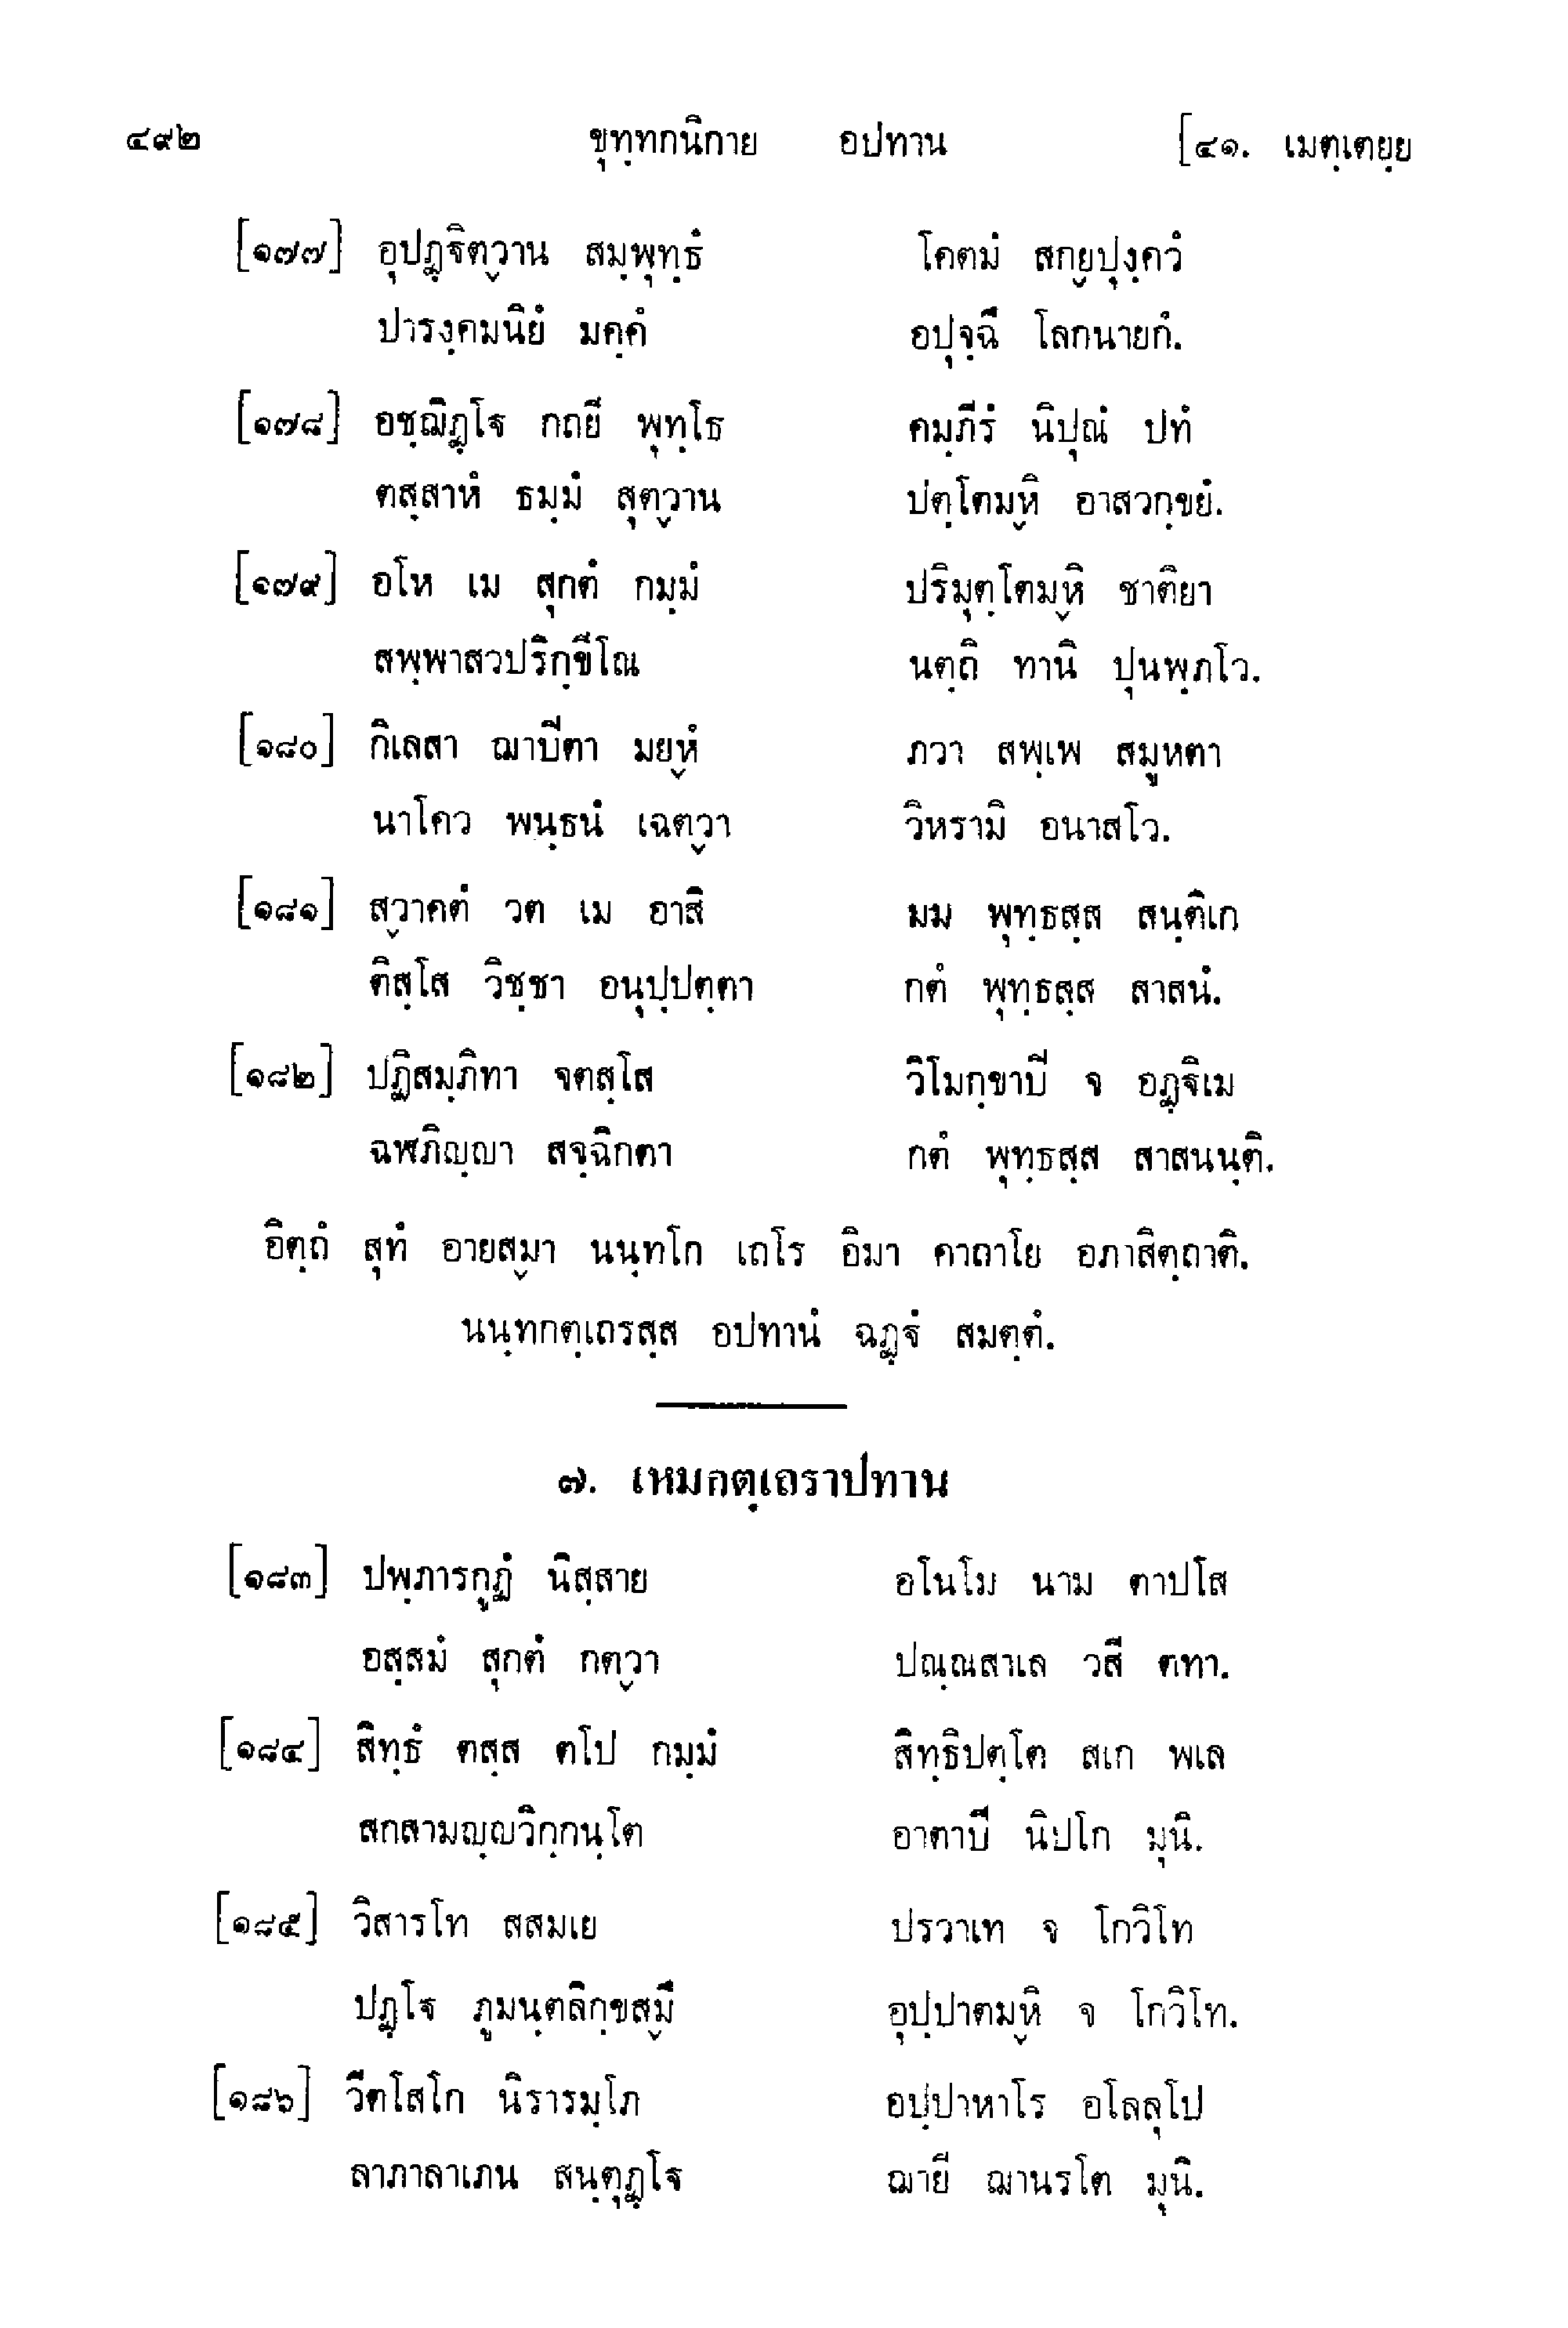 ๔๙๒ ขุทฺทกนิกาย อปทาน [๔๑. เมตฺเตยฺย
[๑๗๗] อุปฏฺฐิตฺวาน สมฺพุทฺธํ โคตมํ สกฺยปุงฺควํ
ปารงฺคมนิยํ มคฺคํ อปุจฺฉึ โลกนายกํ.
[๑๗๘] อชฺฌิฏฺโฐ กถยี พุทฺโธ คมฺภีรํ นิปุณํ ปทํ
ตสฺสาหํ ธมฺมํ สุตฺวาน ปตฺโตมฺหิ อาสวกฺขยํ.
[๑๗๙] อโห เม สุกตํ กมฺมํ ปริมุตฺโตมฺหิ ชาติยา
สพฺพาสวปริกฺขีโณ นตฺถิ ทานิ ปุนพฺภโว.
[๑๘๐] กิเลสา ฌาปีตา มยฺหํ ภวา สพฺเพ สมูหตา
นาโคว พนฺธนํ เฉตฺวา วิหรามิ อนาสโว.
[๑๘๑] สฺวาคตํ วต เม อาสิ มม พุทฺธสฺส สนฺติเก
ติสฺโส วิชฺชา อนุปฺปตฺตา กตํ พุทฺธสฺส สาสนํ.
[๑๘๒] ปฏิสมฺภิทา จตสฺโส วิโมกฺขาปี จ อฏฺฐิเม
ฉฬภิญฺญา สจฺฉิกตา กตํ พุทฺธสฺส สาสนนฺติ.
อิตฺถํ สุทํ อายสฺมา นนฺทโก เถโร อิมา คาถาโย อภาสิตฺถาติ.
นนฺทกตฺเถรสฺส อปทานํ ฉฏฺฐํ สมตฺตํ.
๗. เหมกตฺเถราปทาน
[๑๘๓] ปพฺภารกูฏํ นิสฺสาย อโนโม นาม ตาปโส
อสฺสมํ สุกตํ กตฺวา ปณฺณสาเล วสี ตทา.
[๑๘๔] สิทฺธํ ตสฺส ตโป กมฺมํ สิทฺธิปตฺโต สเก พเล
สกสามญฺญวิกฺกนฺโต อาตาปี นิปโก มุนิ.
[๑๘๕] วิสารโท สสมเย ปรวาเท จ โกวิโท
ปฏฺโฐ ภูมนฺตลิกฺขสฺมึ อุปฺปาตมฺหิ จ โกวิโท.
[๑๘๖] วีตโสโก นิรารมฺโภ อปฺปาหาโร อโลลุโป
ลาภาลาเภน สนฺตุฏฺโฐ ฌายี ฌานรโต มุนิ.